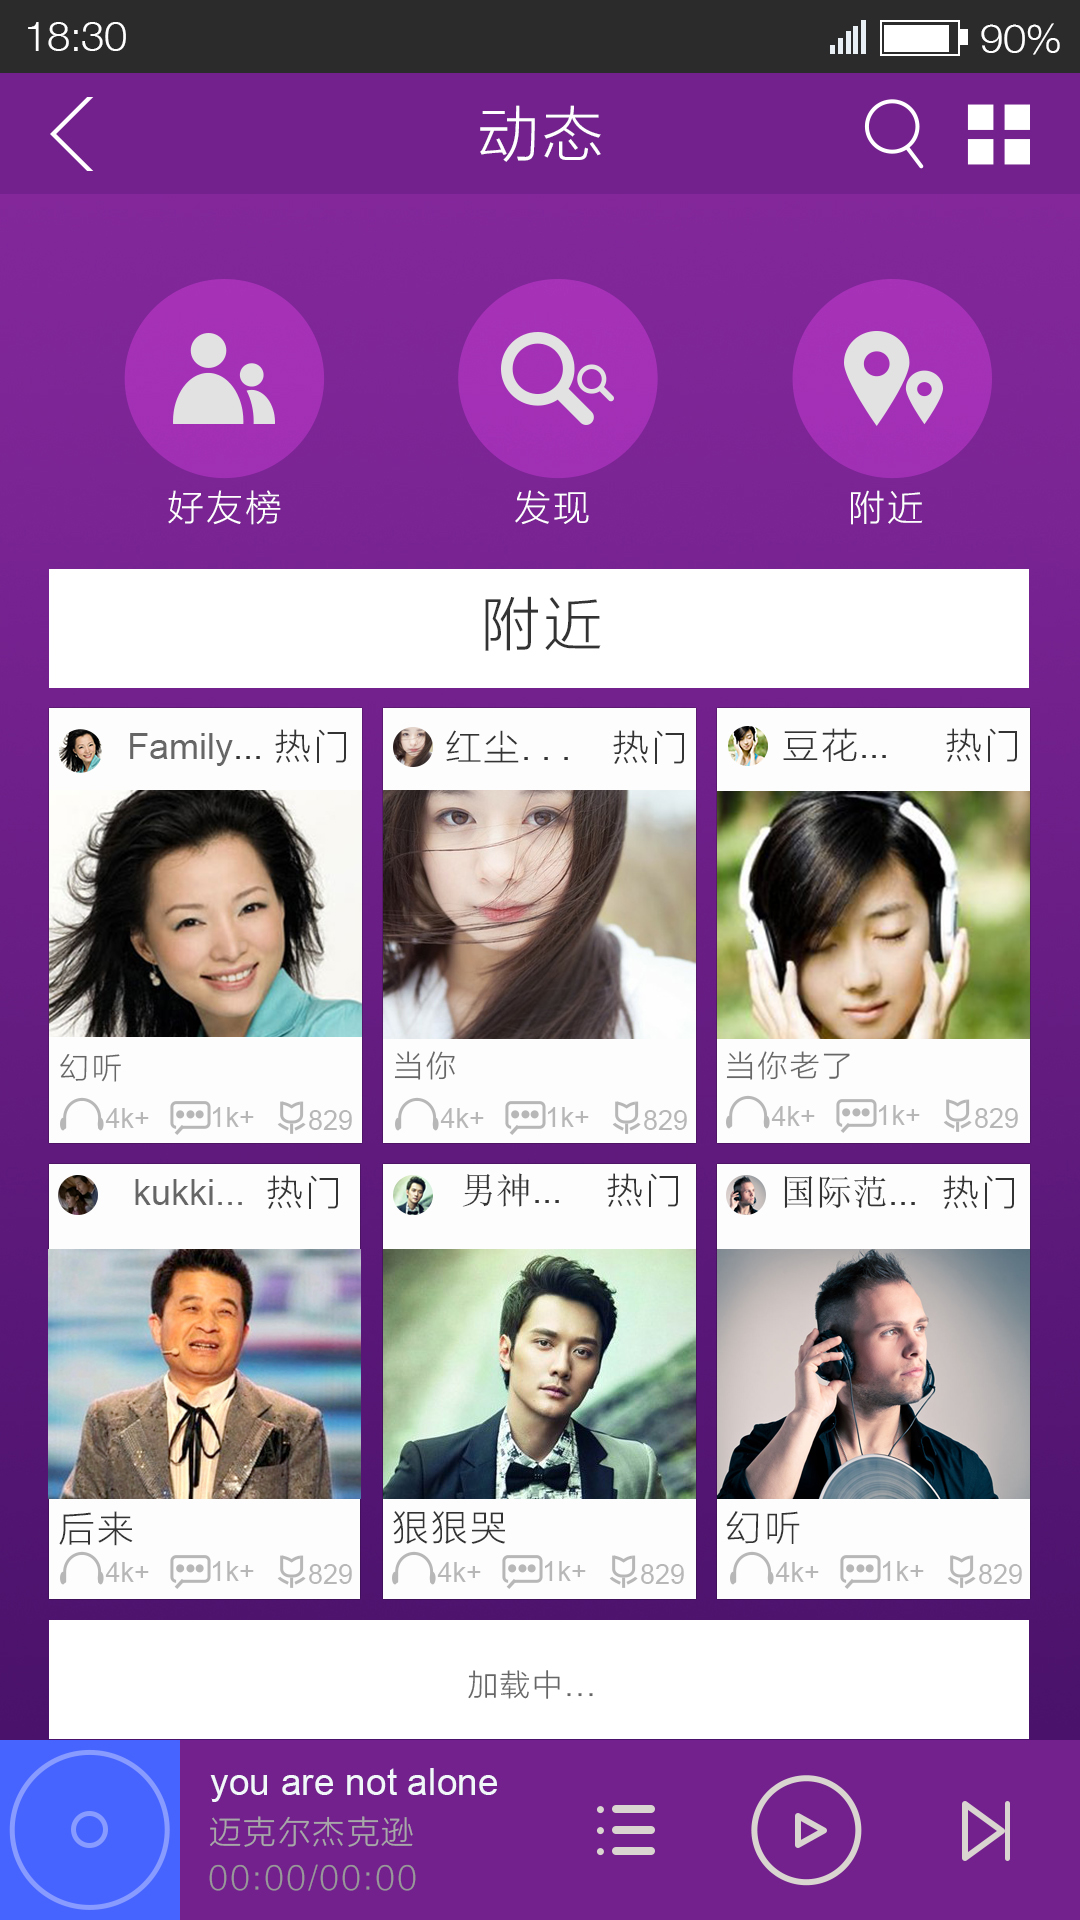 18:30 90%
动态
好友榜 发现 附近
附近
Family... 热门 红尘... 热门 豆花... 热门
幻听 当你 当你老了
4k+ 1k+ 829 4k+ 1k+ 829 4k+ 1k+ 829
kukki... 热门 男神... 热门 国际范... 热门
后来 狠狠哭 幻听
4k+ 1k+ 829 4k+ 1k+ 829 4k+ 1k+ 829
加载中...
you are not alone
迈克尔杰克逊
00:00/00:00